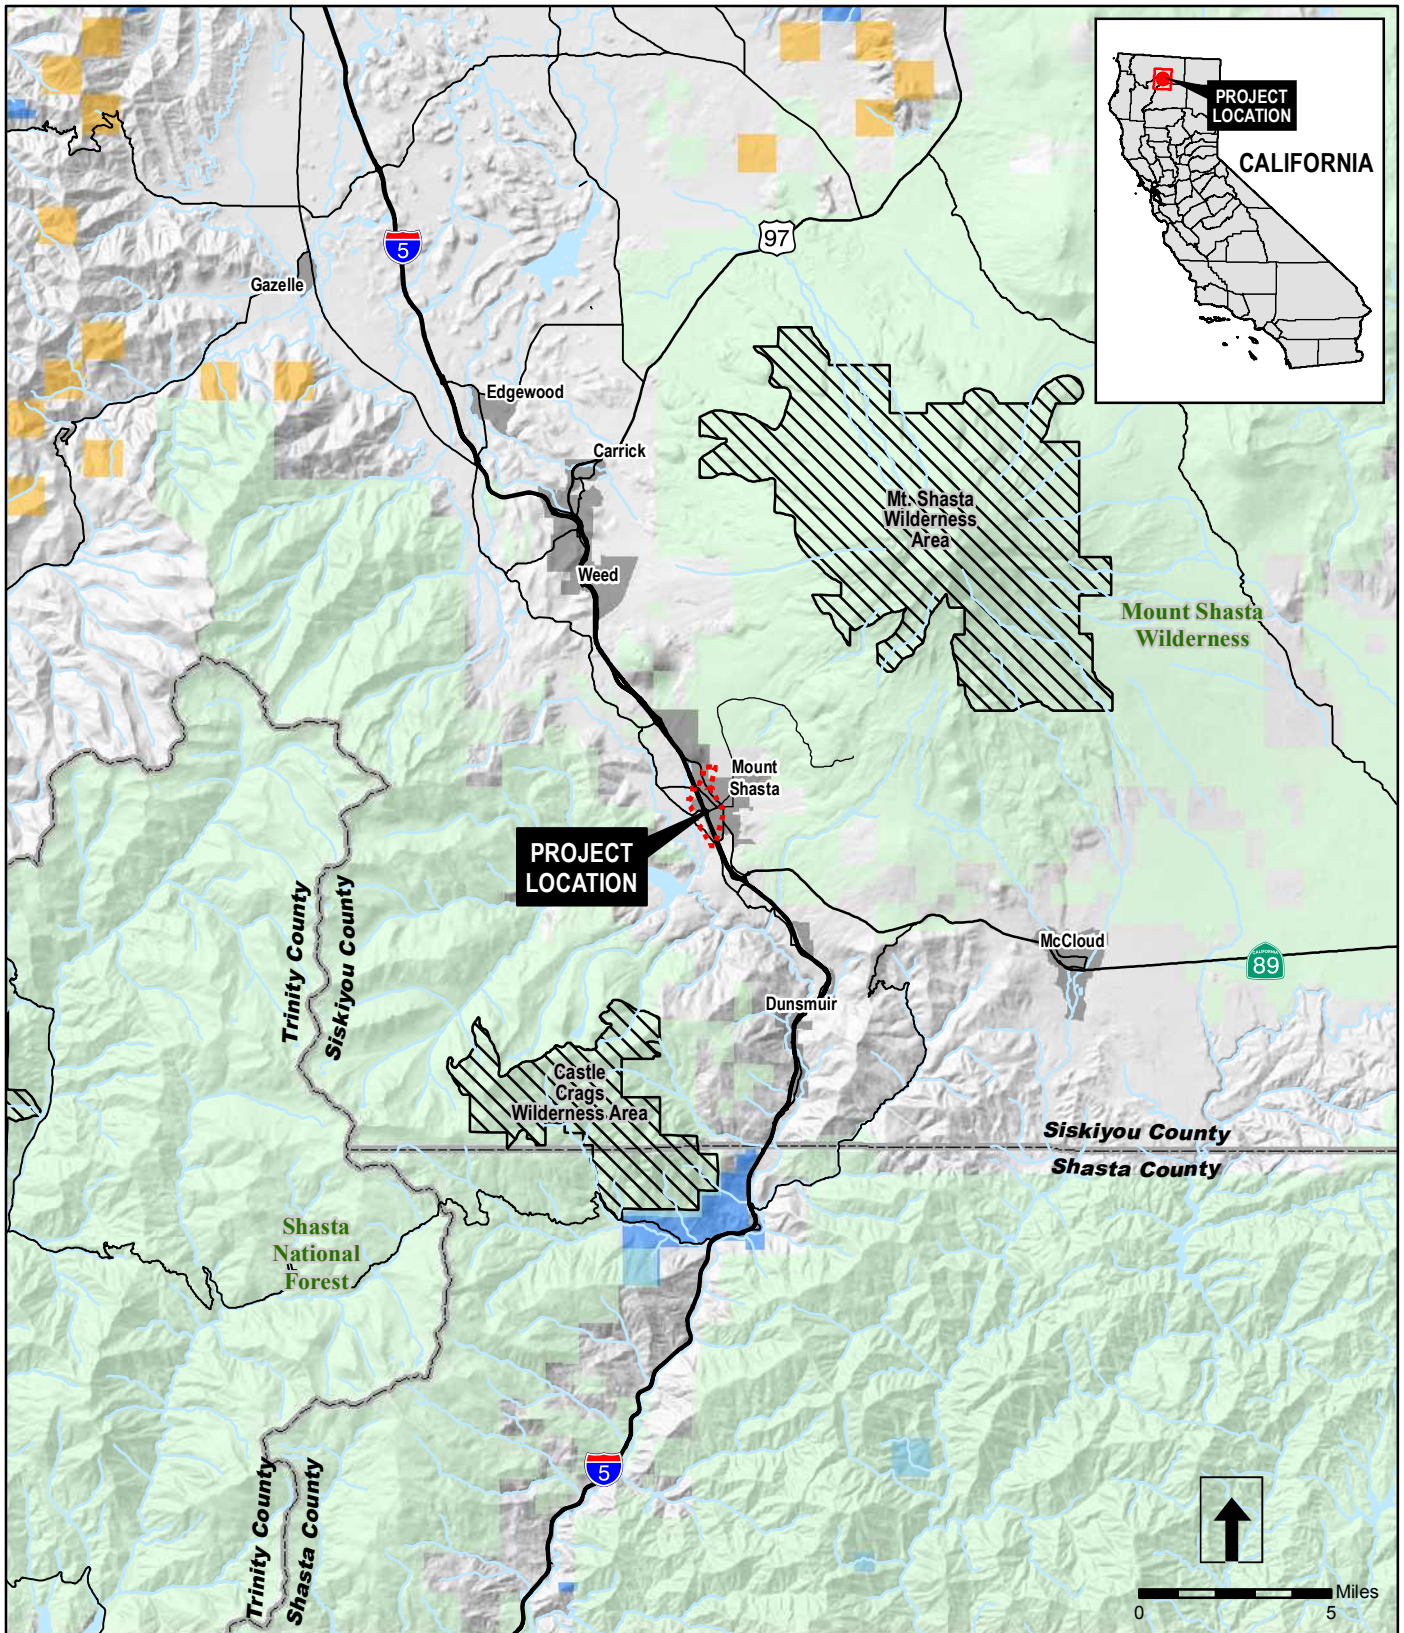 PROJECT
LOCATION
CALIFORNIA
97
5
Gazelle
Edgewood
Carrick
Mt. Shasta
Wilderness
Area
Weed
Mount Shasta
Wilderness
Mount
Shasta
PROJECT
LOCATION
Trinity County
Siskiyou County
McCloud
CALIFORNIA
89
Dunsmuir
Castle
Crags
Wilderness Area
Siskiyou County
Shasta County
Shasta
National
Forest
5
Trinity County
Shasta County
Miles
0 5